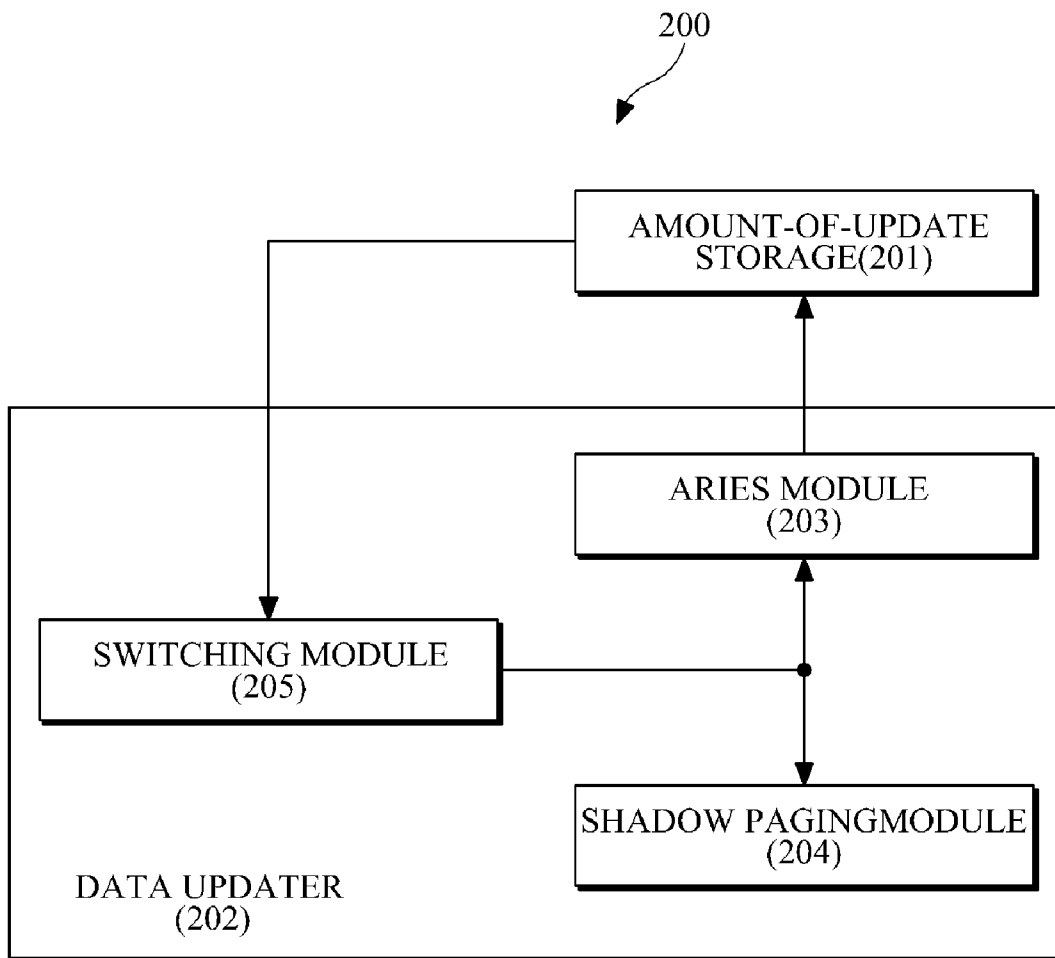 200
AMOUNT-OF-UPDATE
STORAGE(201)
ARIES MODULE
(203)
SWITCHING MODULE
(205)
SHADOW PAGINGMODULE
(204)
DATA UPDATER
(202)